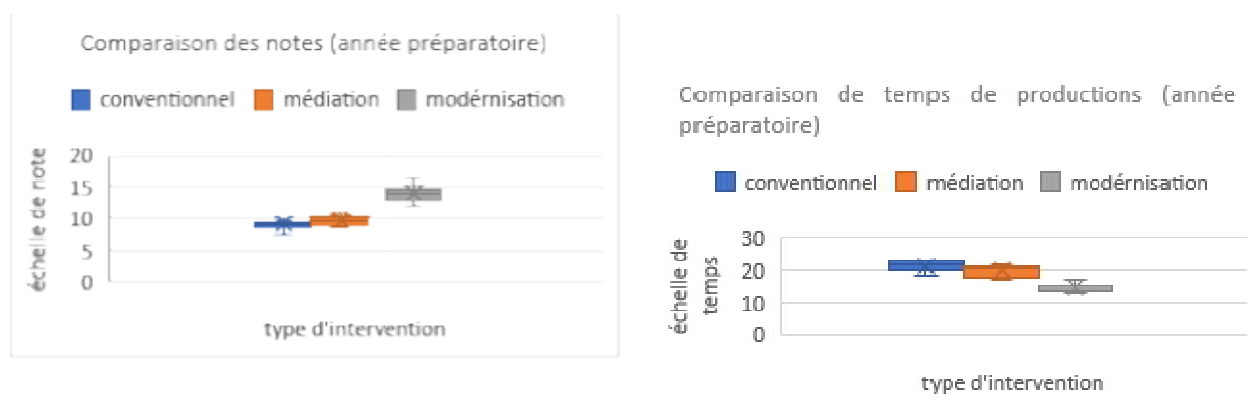 Comparaison des notes (année préparatoire)
conventionnel médiation modérnisation
20
15
10
5
0
échelle de note
type d'intervention
Comparaison de temps de productions (année
préparatoire)
conventionnel médiation modérnisation
30
20
10
0
échelle de
temps
type d'intervention